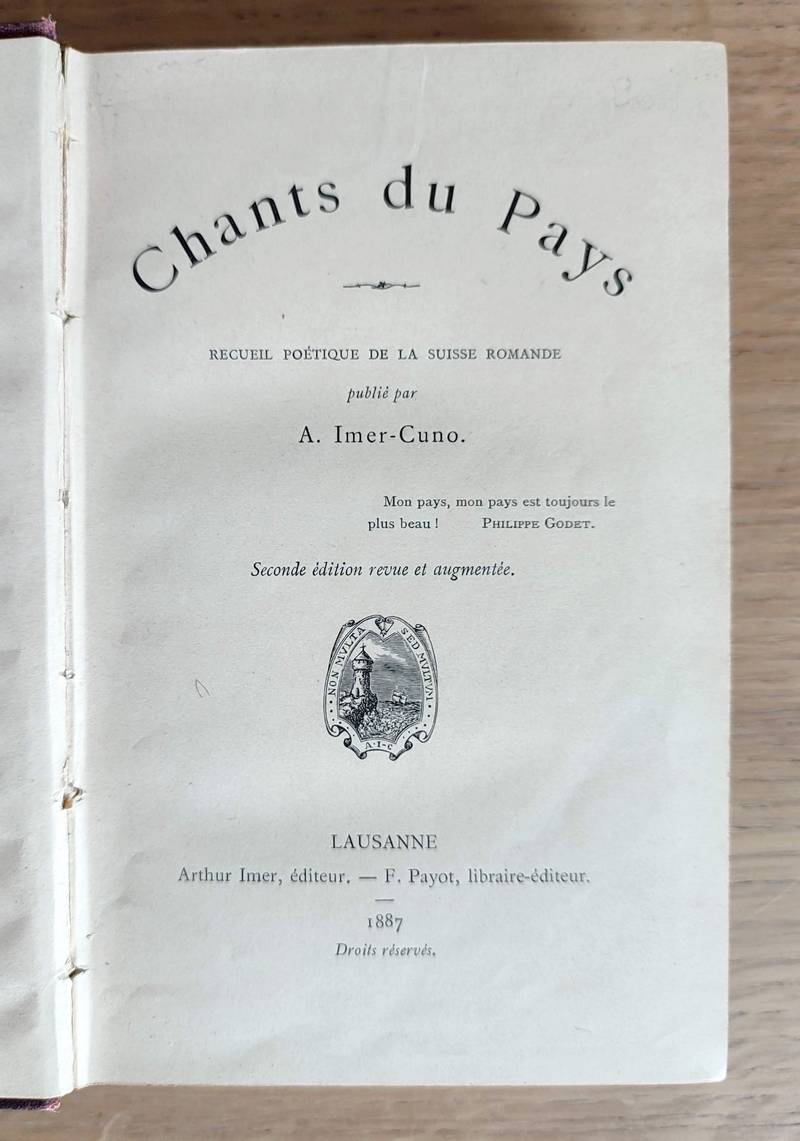 Chants du Pays
RECUEIL POÉTIQUE DE LA SUISSE ROMANDE
publié par
A. Imer-Cuno.
Mon pays, mon pays est toujours le
plus beau ! PHILIPPE GODET.
Seconde édition revue et augmentée.
NON MVLTA SED MVLTVM
A·I-C
LAUSANNE
Arthur Imer, éditeur. — F. Payot, libraire-éditeur.
1887
Droits réservés.